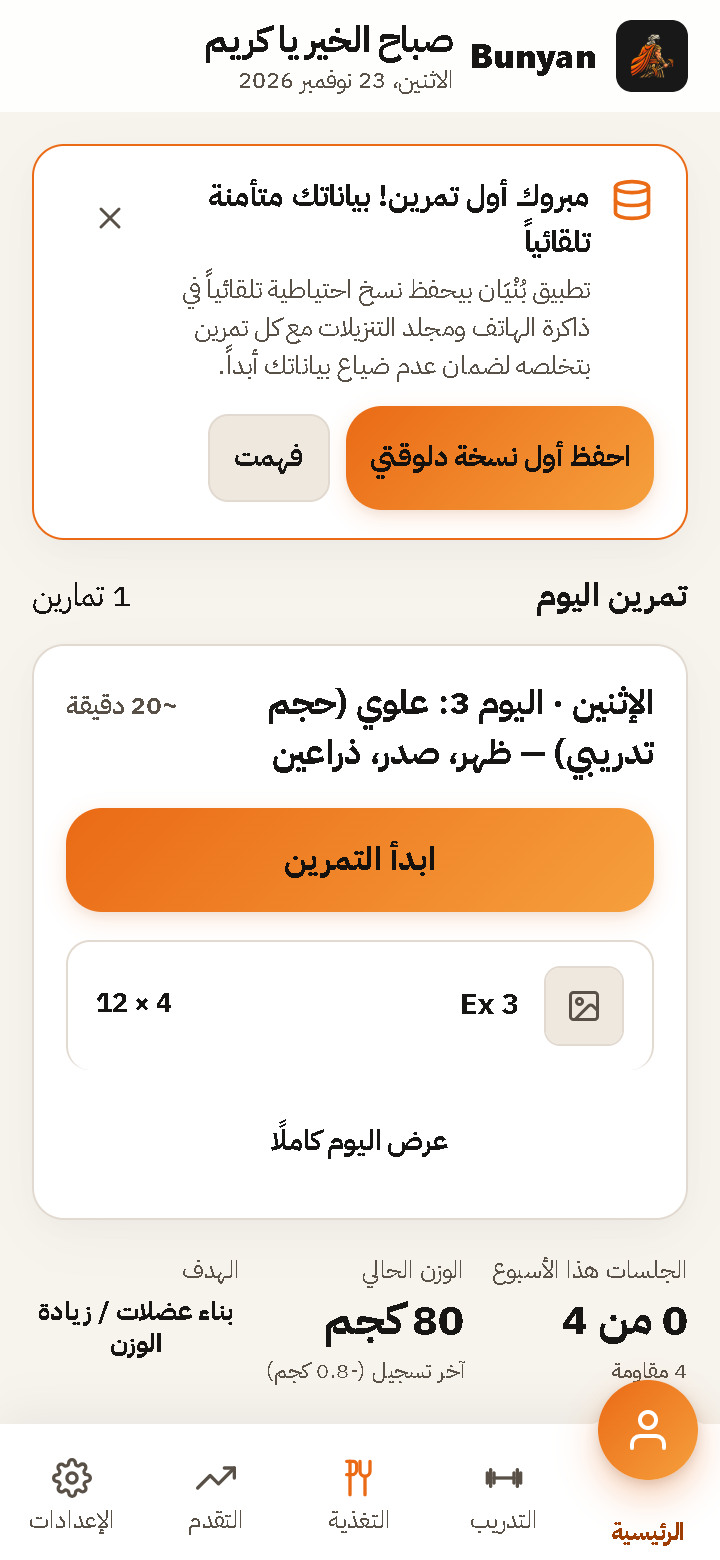 Bunyan
صباح الخير يا كريم
الاثنين، 23 نوفمبر 2026
مبروك أول تمرين! بياناتك متأمنة
تلقائياً
تطبيق بُنْيَان بيحفظ نسخ احتياطية تلقائياً في
ذاكرة الهاتف ومجلد التنزيلات مع كل تمرين
بتخلصه لضمان عدم ضياع بياناتك أبداً.
احفظ أول نسخة دلوقتي
فهمت
تمرين اليوم
1 تمارين
الإثنين · اليوم 3: علوي (حجم
تدريبي) — ظهر، صدر، ذراعين
~20 دقيقة
ابدأ التمرين
Ex 3
4 × 12
عرض اليوم كاملًا
الجلسات هذا الأسبوع
0 من 4
4 مقاومة
الوزن الحالي
80 كجم
آخر تسجيل (-0.8 كجم)
الهدف
بناء عضلات / زيادة
الوزن
الرئيسية
التدريب
التغذية
التقدم
الإعدادات